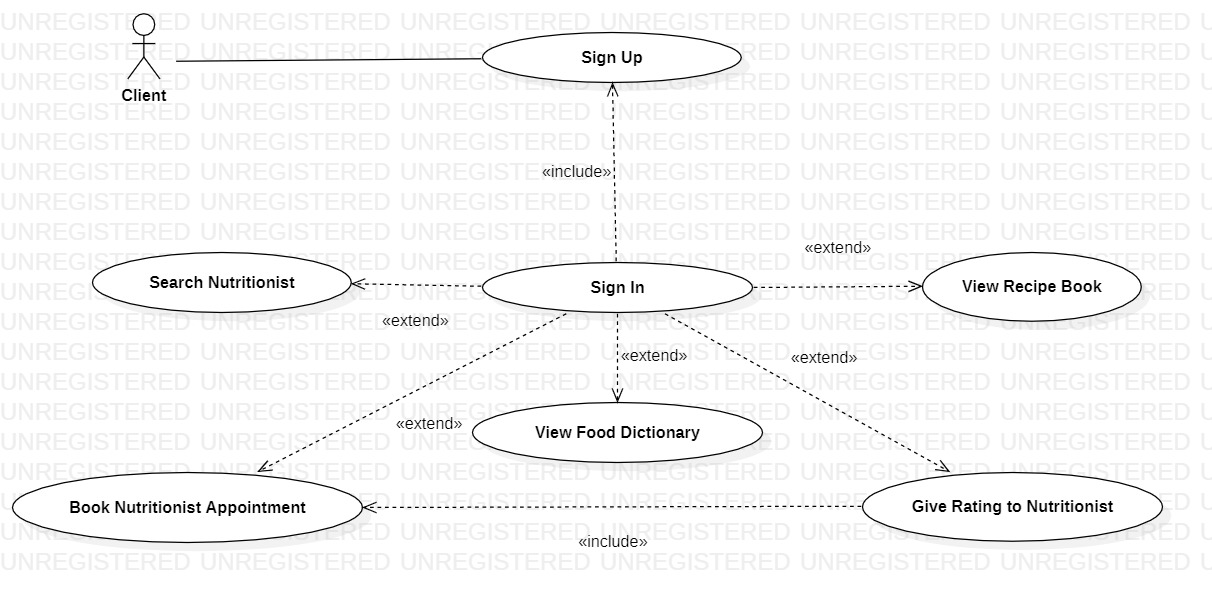 UNREGISTERED UNREGISTERED UNREGISTERED UNREGISTERED UNREGISTERED UNREGISTERED
Client
Sign Up
«include»
«extend»
Search Nutritionist
Sign In
View Recipe Book
«extend»
«extend»
«extend»
«extend»
View Food Dictionary
Book Nutritionist Appointment
Give Rating to Nutritionist
«include»